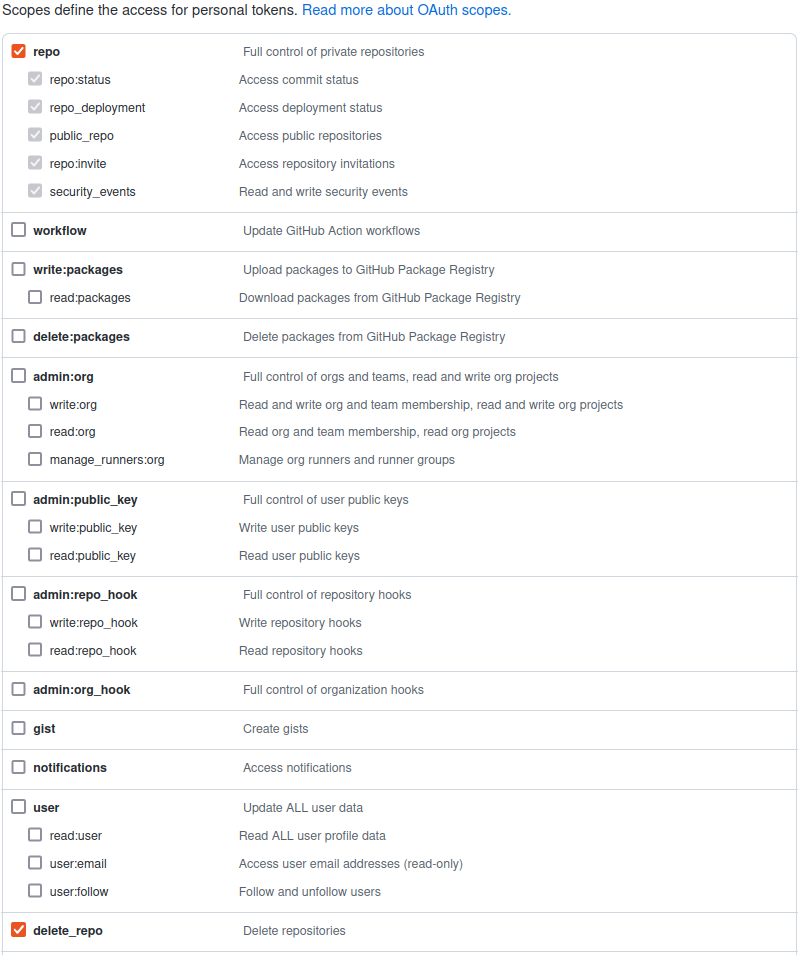 Scopes define the access for personal tokens. Read more about OAuth scopes.
repo Full control of private repositories
repo:status Access commit status
repo_deployment Access deployment status
public_repo Access public repositories
repo:invite Access repository invitations
security_events Read and write security events
workflow Update GitHub Action workflows
write:packages Upload packages to GitHub Package Registry
read:packages Download packages from GitHub Package Registry
delete:packages Delete packages from GitHub Package Registry
admin:org Full control of orgs and teams, read and write org projects
write:org Read and write org and team membership, read and write org projects
read:org Read org and team membership, read org projects
manage_runners:org Manage org runners and runner groups
admin:public_key Full control of user public keys
write:public_key Write user public keys
read:public_key Read user public keys
admin:repo_hook Full control of repository hooks
write:repo_hook Write repository hooks
read:repo_hook Read repository hooks
admin:org_hook Full control of organization hooks
gist Create gists
notifications Access notifications
user Update ALL user data
read:user Read ALL user profile data
user:email Access user email addresses (read-only)
user:follow Follow and unfollow users
delete_repo Delete repositories